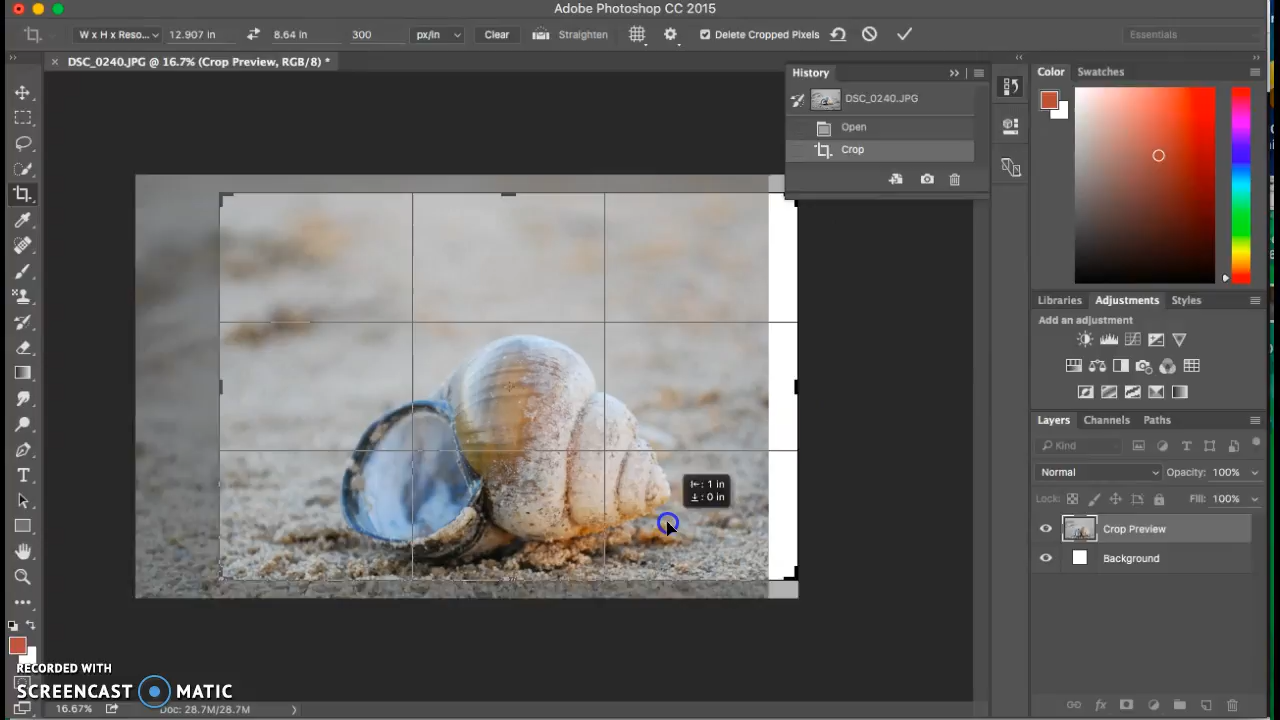 Adobe Photoshop CC 2015
W x H x Reso... 12.907 in 8.64 in 300 px/in Clear Straighten Delete Cropped Pixels Essentials
DSC_0240.JPG @ 16.7% (Crop Preview, RGB/8) *
History
DSC_0240.JPG
Open
Crop
Color Swatches
Libraries Adjustments Styles
Add an adjustment
Layers Channels Paths
Kind
Normal Opacity: 100%
Lock: Fill: 100%
Crop Preview
Background
: 1 in
: 0 in
RECORDED WITH
SCREENCAST MATIC
16.67% Doc: 28.7M/28.7M